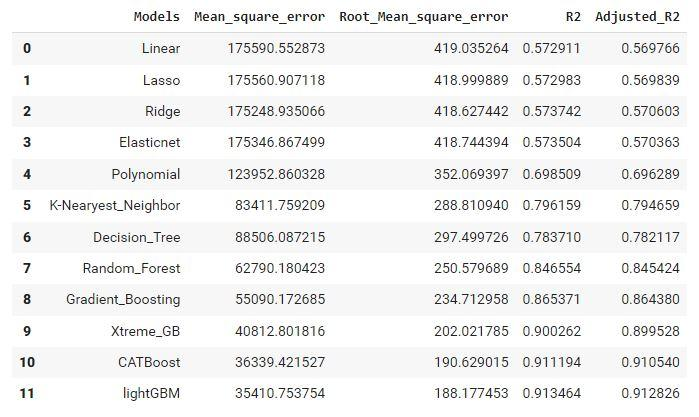 Models Mean_square_error Root_Mean_square_error R2 Adjusted_R2
0 Linear 175590.552873 419.035264 0.572911 0.569766
1 Lasso 175560.907118 418.999889 0.572983 0.569839
2 Ridge 175248.935066 418.627442 0.573742 0.570603
3 Elasticnet 175346.867499 418.744394 0.573504 0.570363
4 Polynomial 123952.860328 352.069397 0.698509 0.696289
5 K-Nearyest_Neighbor 83411.759209 288.810940 0.796159 0.794659
6 Decision_Tree 88506.087215 297.499726 0.783710 0.782117
7 Random_Forest 62790.180423 250.579689 0.846554 0.845424
8 Gradient_Boosting 55090.172685 234.712958 0.865371 0.864380
9 Xtreme_GB 40812.801816 202.021785 0.900262 0.899528
10 CATBoost 36339.421527 190.629015 0.911194 0.910540
11 lightGBM 35410.753754 188.177453 0.913464 0.912826